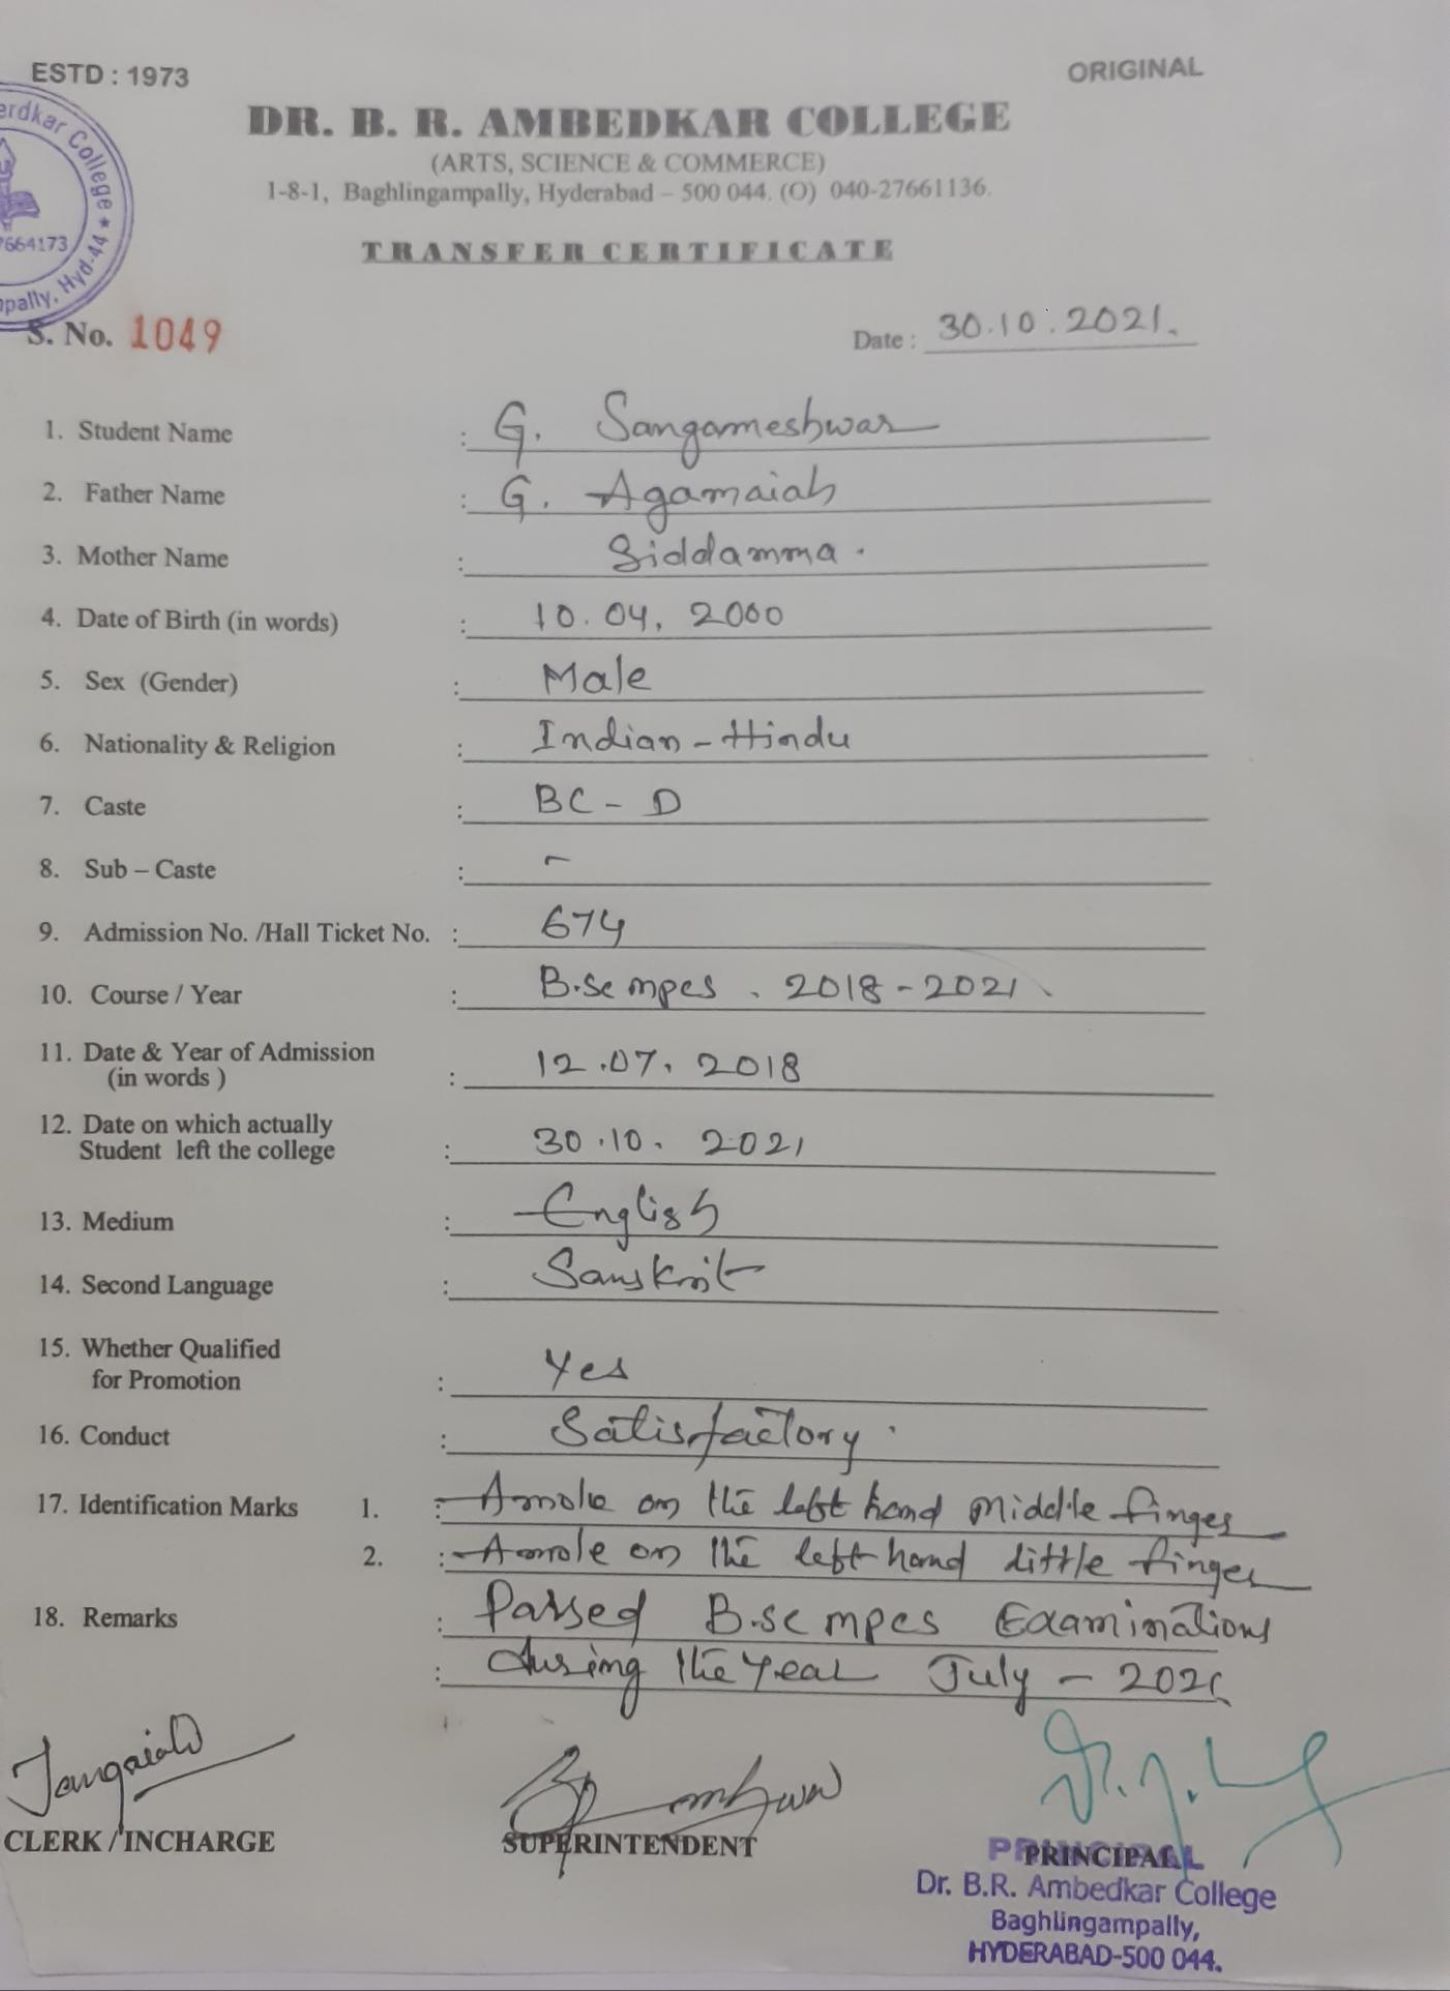 ESTD : 1973
ORIGINAL
DR. B. R. AMBEDKAR COLLEGE
(ARTS, SCIENCE & COMMERCE)
1-8-1, Baghlingampally, Hyderabad – 500 044. (O) 040-27661136.
TRANSFER CERTIFICATE
erdkar College ★
7664173
pally, Hyd-44
S. No. 1049
Date : 30.10.2021.
1. Student Name : G. Sangameshwar
2. Father Name : G. Agamaiah
3. Mother Name : Siddamma.
4. Date of Birth (in words) : 10.04.2000
5. Sex (Gender) : Male
6. Nationality & Religion : Indian - Hindu
7. Caste : BC - D
8. Sub – Caste : -
9. Admission No. /Hall Ticket No. : 674
10. Course / Year : B.Sc mpcs . 2018 - 2021.
11. Date & Year of Admission
(in words ) : 12.07.2018
12. Date on which actually
Student left the college : 30.10.2021
13. Medium : English
14. Second Language : Sanskrit
15. Whether Qualified
for Promotion : Yes
16. Conduct : Satisfactory.
17. Identification Marks 1. : A mole on the left hand middle finger
2. : A mole on the left hand little finger
18. Remarks : Passed B.sc mpcs Examinations
: during the year July - 2021
CLERK / INCHARGE
SUPERINTENDENT
PRINCIPAL
PRINCIPAL
Dr. B.R. Ambedkar College
Baghlingampally,
HYDERABAD-500 044.